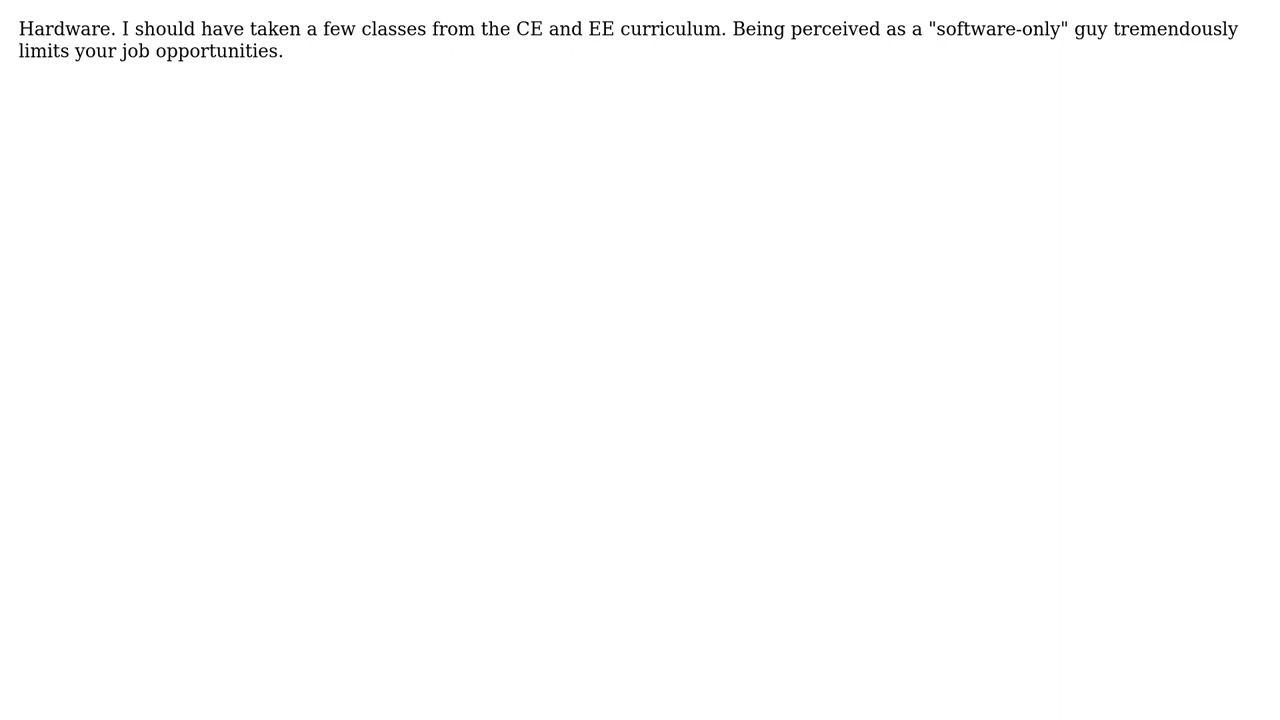 Hardware. I should have taken a few classes from the CE and EE curriculum. Being perceived as a "software-only" guy tremendously
limits your job opportunities.